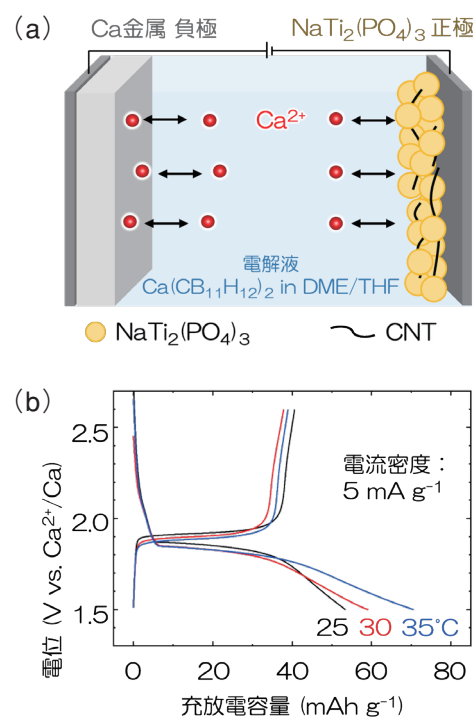 (a) Ca金属 負極 NaTi₂(PO₄)₃ 正極
Ca²⁺
電解液
Ca(CB₁₁H₁₂)₂ in DME/THF
NaTi₂(PO₄)₃ CNT
(b)
電位 (V vs. Ca²⁺/Ca)
2.5
2.0
1.5
電流密度：
5 mA g⁻¹
25 30 35℃
0 20 40 60 80
充放電容量 (mAh g⁻¹)